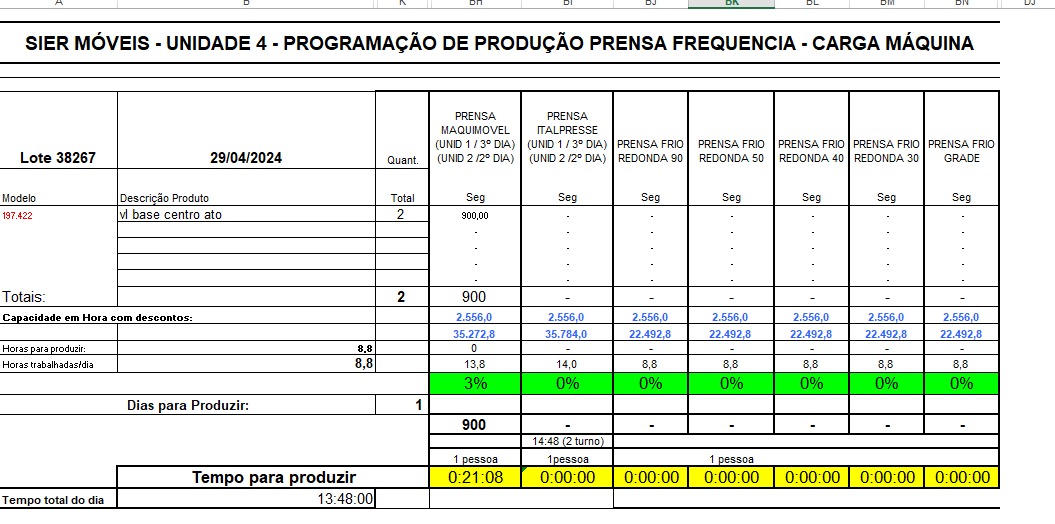 A B K BH BI BJ BK BL BM BN DJ
SIER MÓVEIS - UNIDADE 4 - PROGRAMAÇÃO DE PRODUÇÃO PRENSA FREQUENCIA - CARGA MÁQUINA
Lote 38267 29/04/2024 Quant.
PRENSA MAQUIMOVEL (UNID 1 / 3º DIA) (UNID 2 /2º DIA)
PRENSA ITALPRESSE (UNID 1 / 3º DIA) (UNID 2 /2º DIA)
PRENSA FRIO REDONDA 90
PRENSA FRIO REDONDA 50
PRENSA FRIO REDONDA 40
PRENSA FRIO REDONDA 30
PRENSA FRIO GRADE
Modelo Descrição Produto Total Seg Seg Seg Seg Seg Seg Seg
197.422 vl base centro ato 2 900,00 - - - - - -
- - - - - - -
- - - - - - -
- - - - - - -
- - - - - - -
Totais: 2 900 - - - - - -
Capacidade em Hora com descontos: 2.556,0 2.556,0 2.556,0 2.556,0 2.556,0 2.556,0 2.556,0
35.272,8 35.784,0 22.492,8 22.492,8 22.492,8 22.492,8 22.492,8
Horas para produzir: 8,8 0 - - - - - -
Horas trabalhadas/dia 8,8 13,8 14,0 8,8 8,8 8,8 8,8 8,8
3% 0% 0% 0% 0% 0% 0%
Dias para Produzir: 1
900 - - - - - -
14:48 (2 turno)
1 pessoa 1pessoa 1 pessoa
Tempo para produzir 0:21:08 0:00:00 0:00:00 0:00:00 0:00:00 0:00:00 0:00:00
Tempo total do dia 13:48:00